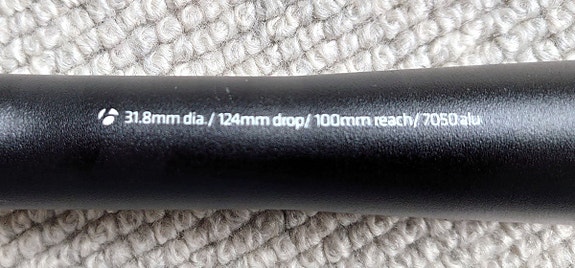 31.8mm dia./ 124mm drop/ 100mm reach/ 7050 alu